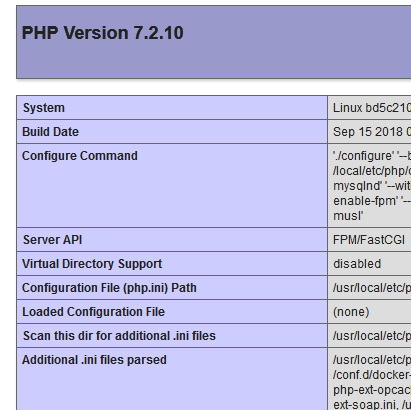 PHP Version 7.2.10
System Linux bd5c210
Build Date Sep 15 2018 0
Configure Command './configure' '--b
/local/etc/php/c
mysqlnd' '--wit
enable-fpm' '--
musl'
Server API FPM/FastCGI
Virtual Directory Support disabled
Configuration File (php.ini) Path /usr/local/etc/p
Loaded Configuration File (none)
Scan this dir for additional .ini files /usr/local/etc/p
Additional .ini files parsed /usr/local/etc/p
/conf.d/docker-
php-ext-opcac
ext-soap.ini, /u